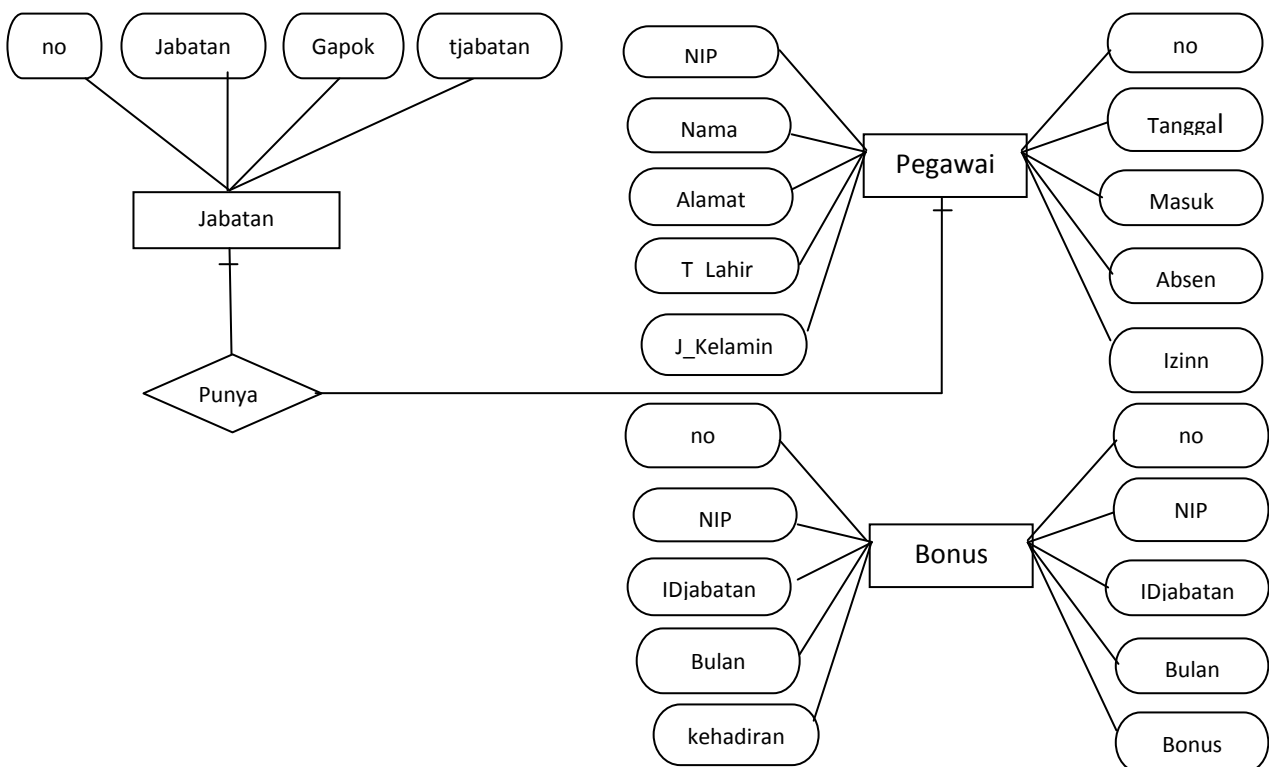 no
Jabatan
Gapok
tjabatan
Jabatan
Punya
NIP
Nama
Alamat
T_Lahir
J_Kelamin
Pegawai
no
Tanggal
Masuk
Absen
Izinn
no
NIP
IDjabatan
Bulan
kehadiran
Bonus
no
NIP
IDjabatan
Bulan
Bonus